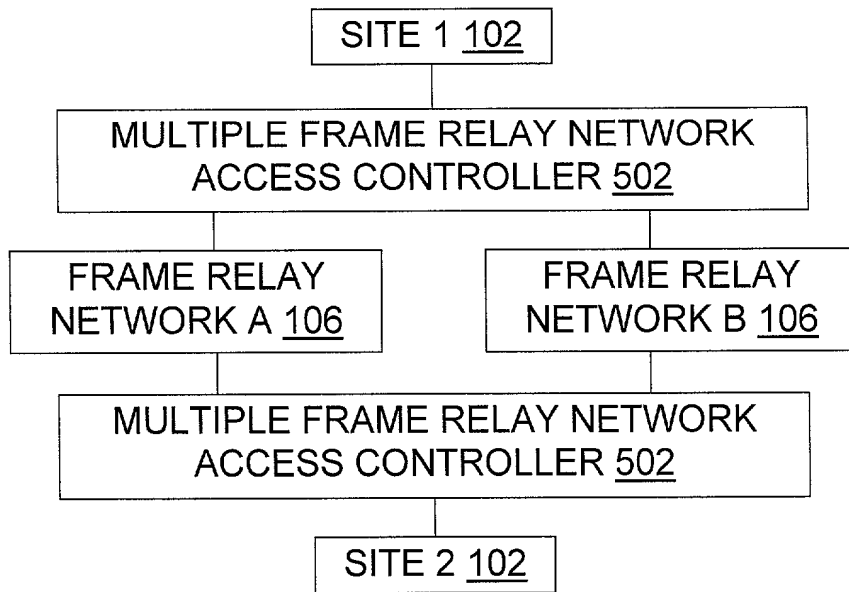 SITE 1 102
MULTIPLE FRAME RELAY NETWORK
ACCESS CONTROLLER 502
FRAME RELAY
NETWORK A 106
FRAME RELAY
NETWORK B 106
MULTIPLE FRAME RELAY NETWORK
ACCESS CONTROLLER 502
SITE 2 102